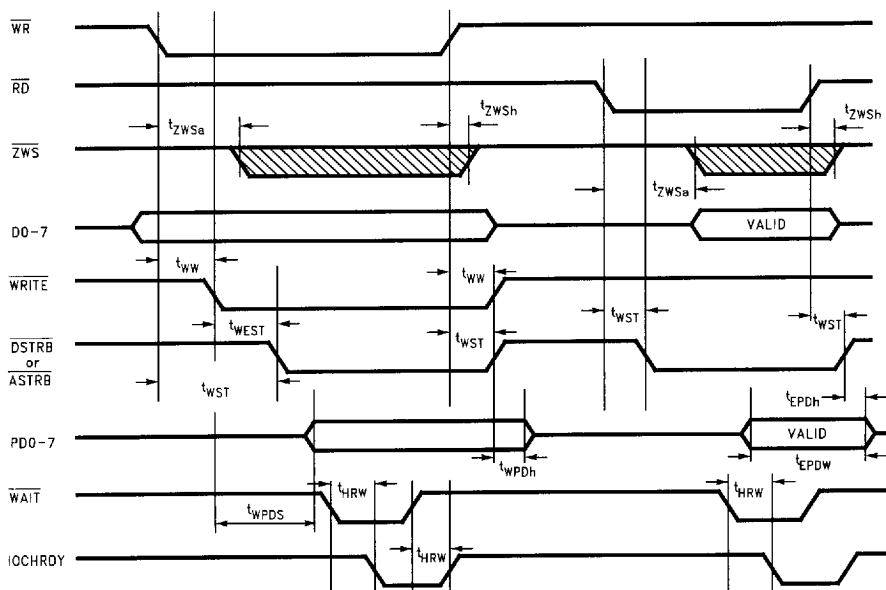 WR
RD
tZWSh
tZWSh
tZWSa
ZWS
tZWSa
D0-7
VALID
tWW
tWW
WRITE
tWEST
tWST
tWST
tWST
DSTRB
or
ASTRB
tWST
tEPDh
PD0-7
VALID
tWPDh
tEPDW
WAIT
tHRW
tHRW
tWPDS
IOCHRDY
tHRW